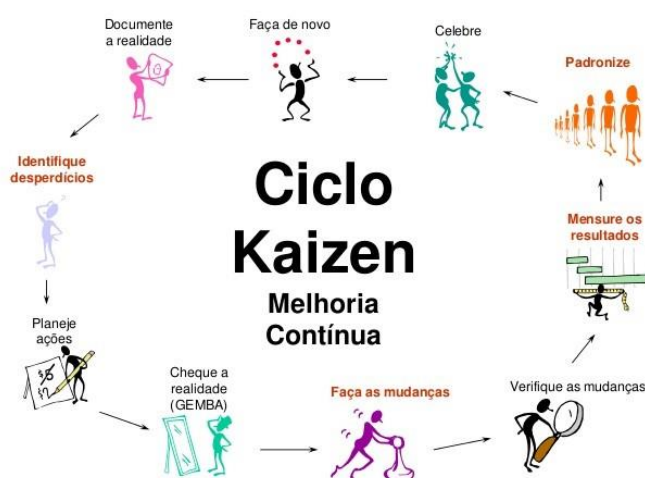 Documente
a realidade
Faça de novo
Celebre
Padronize
Identifique
desperdícios
Ciclo
Kaizen
Melhoria
Contínua
Mensure os
resultados
Planeje
ações
Cheque a
realidade
(GEMBA)
Faça as mudanças
Verifique as mudanças